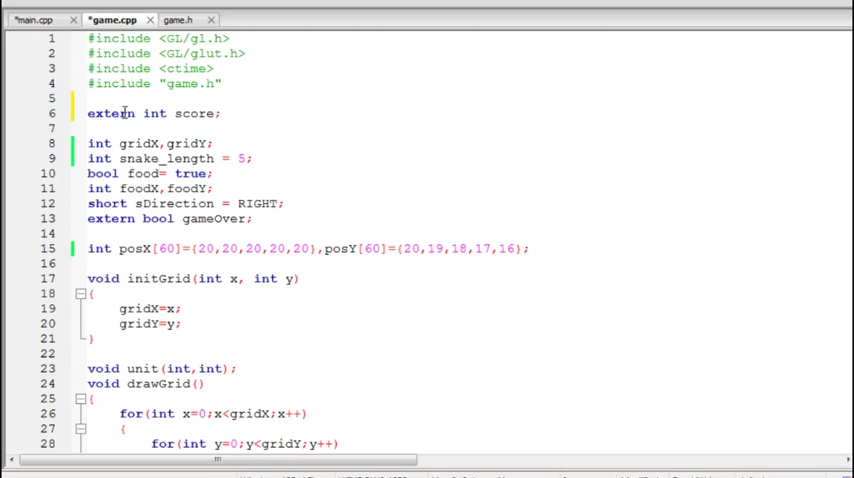 *main.cpp *game.cpp game.h
1 #include <GL/gl.h>
2 #include <GL/glut.h>
3 #include <ctime>
4 #include "game.h"
5
6 extern int score;
7
8 int gridX,gridY;
9 int snake_length = 5;
10 bool food= true;
11 int foodX,foodY;
12 short sDirection = RIGHT;
13 extern bool gameOver;
14
15 int posX[60]={20,20,20,20,20},posY[60]={20,19,18,17,16};
16
17 void initGrid(int x, int y)
18 {
19 gridX=x;
20 gridY=y;
21 }
22
23 void unit(int,int);
24 void drawGrid()
25 {
26 for(int x=0;x<gridX;x++)
27 {
28 for(int y=0;y<gridY;y++)